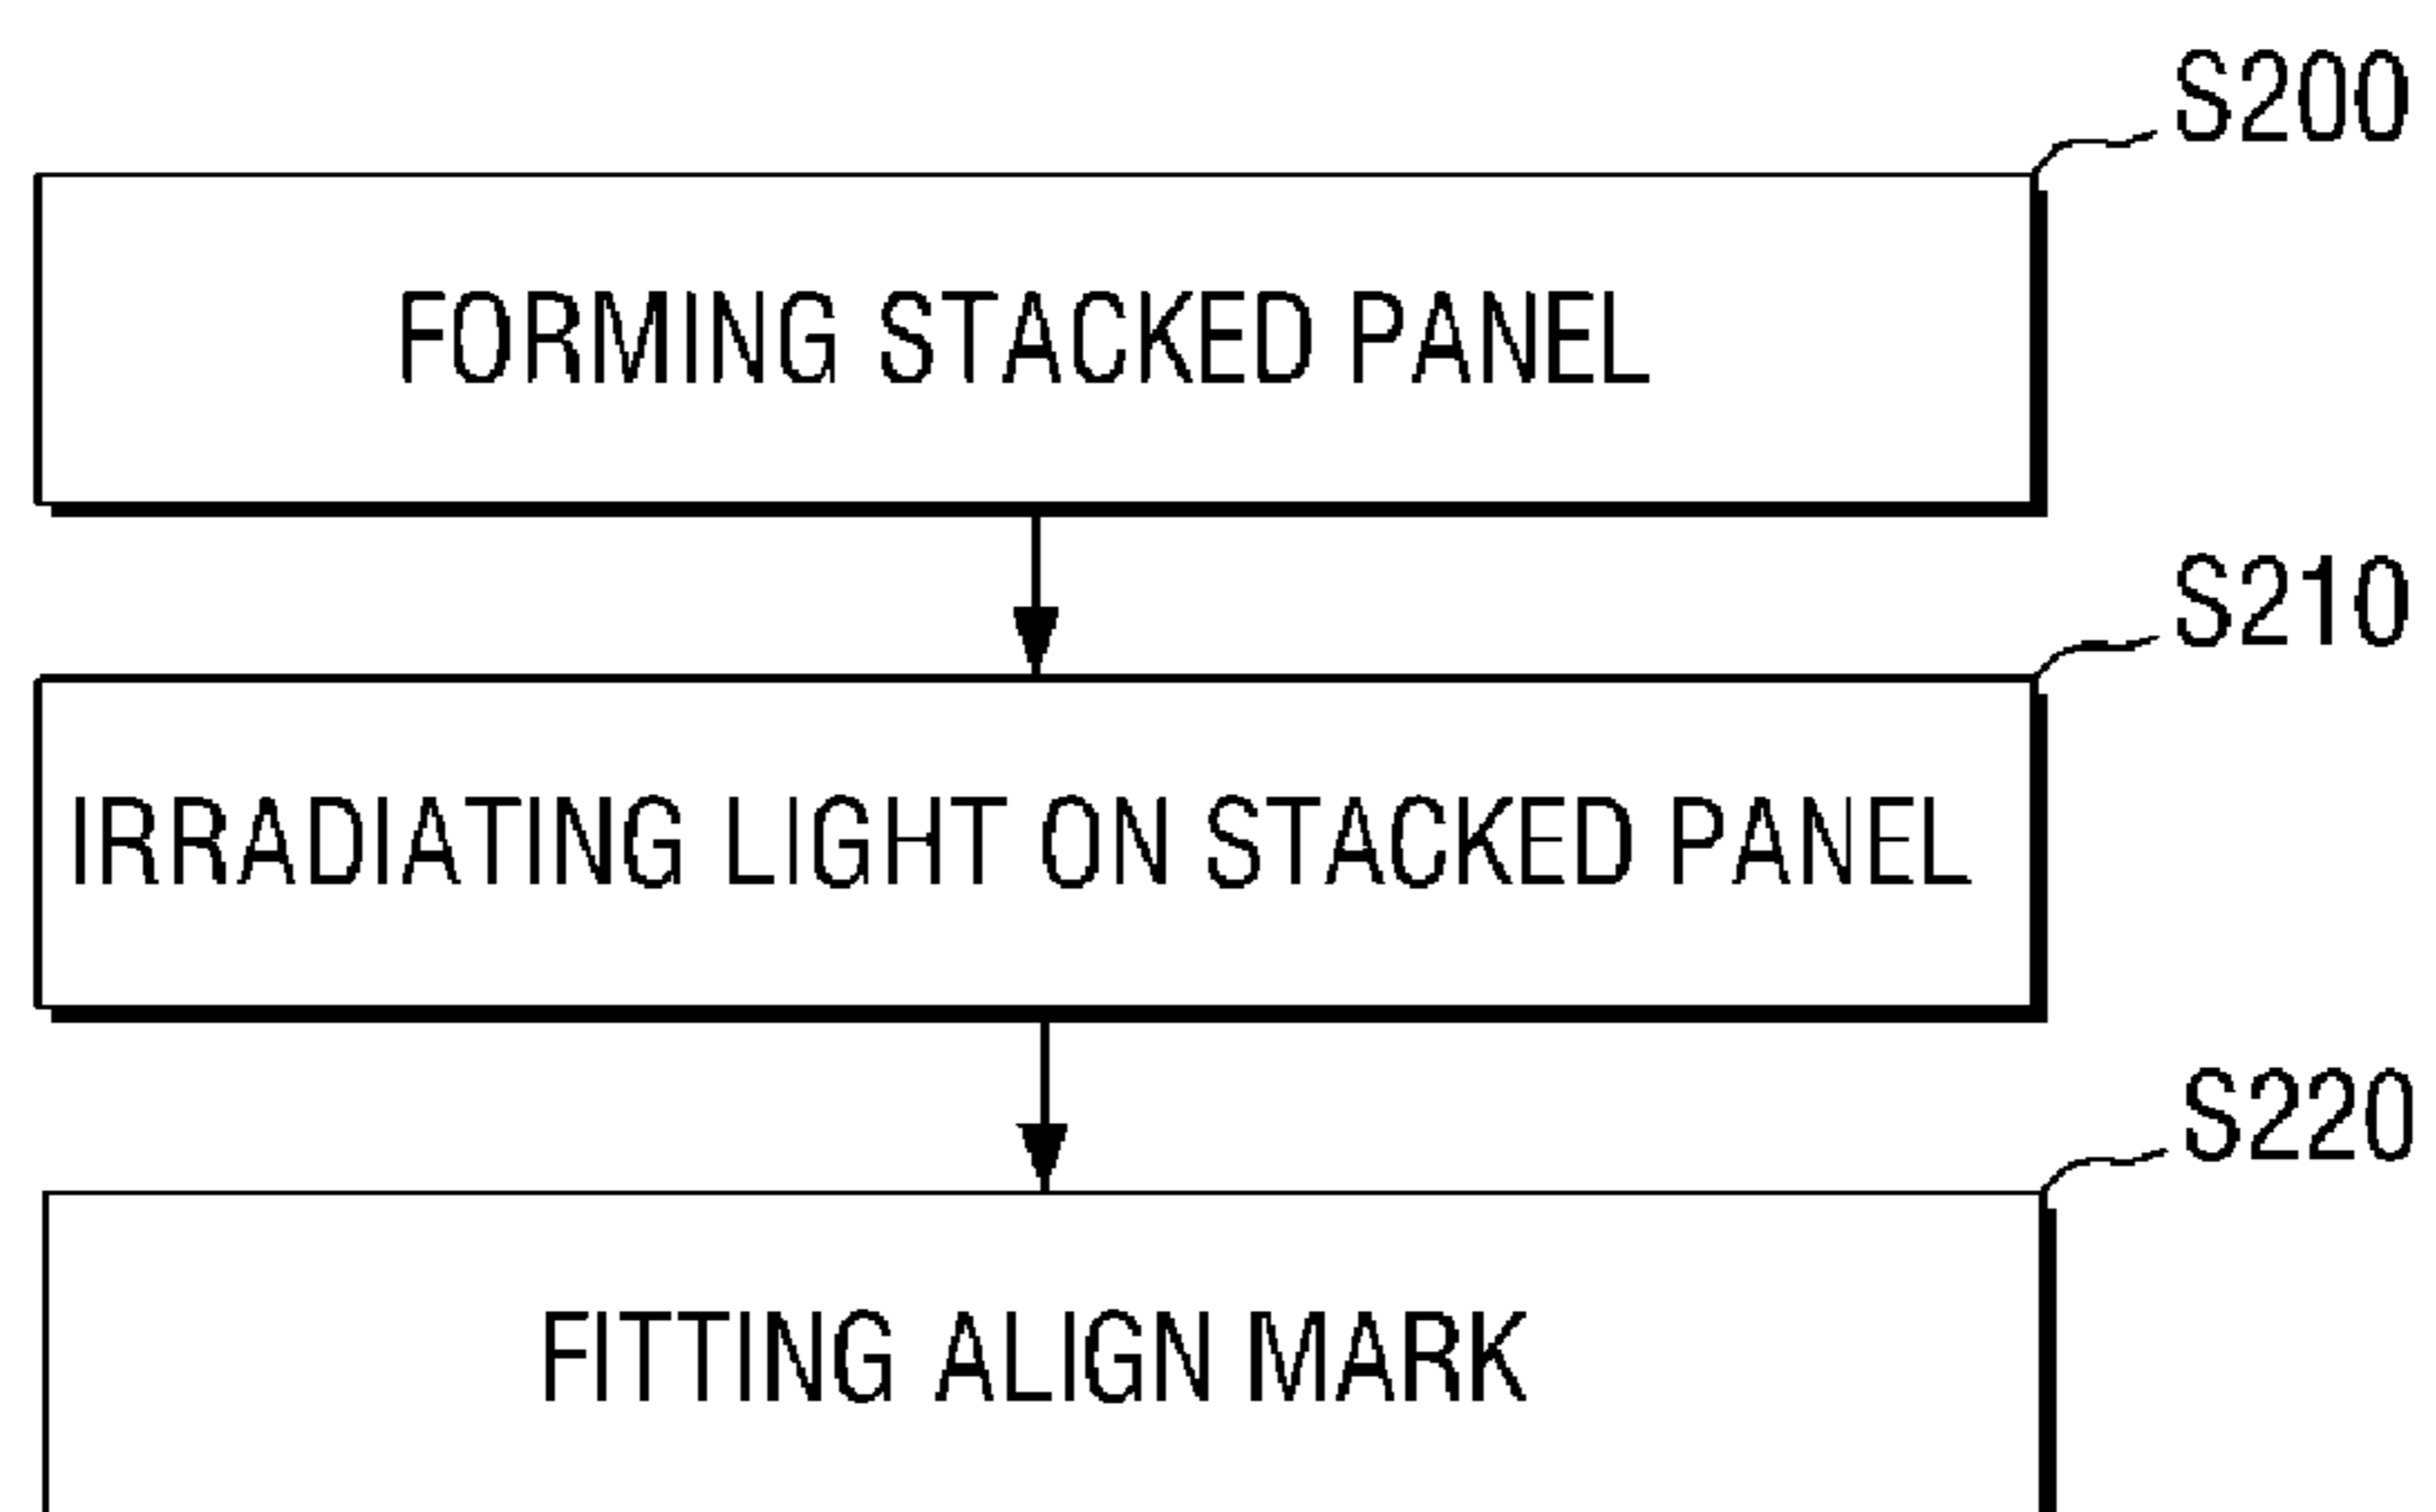 S200
FORMING STACKED PANEL
S210
IRRADIATING LIGHT ON STACKED PANEL
S220
FITTING ALIGN MARK